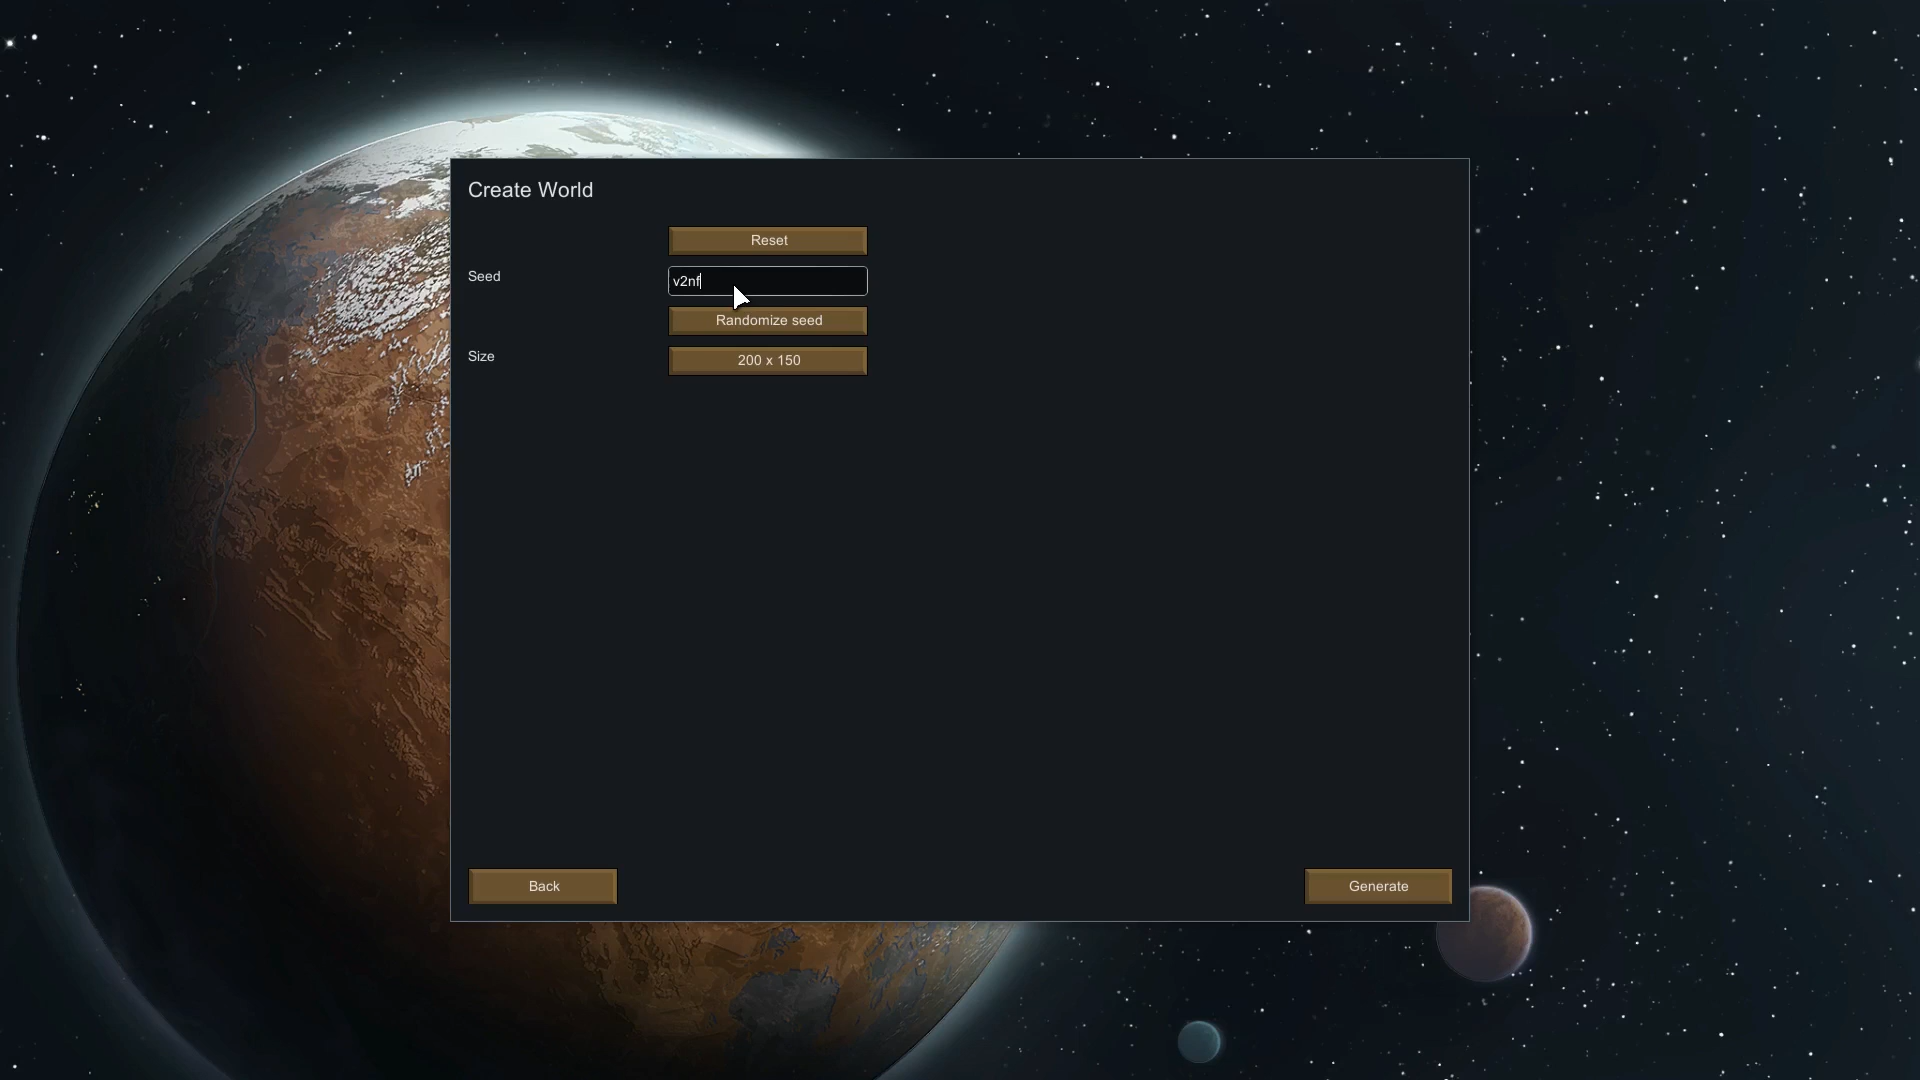 Create World
Reset
Seed
v2nf
Randomize seed
Size
200 x 150
Back
Generate